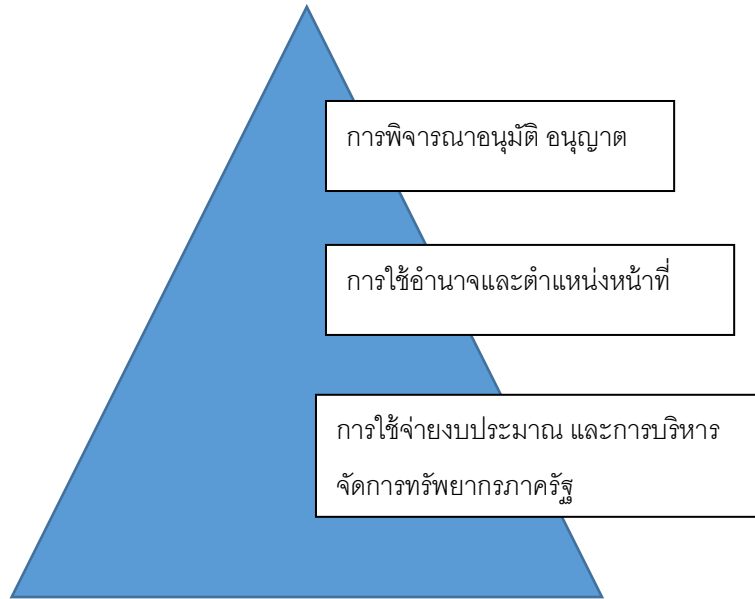 การพิจารณาอนุมัติ อนุญาต
การใช้อำนาจและตำแหน่งหน้าที่
การใช้จ่ายงบประมาณ และการบริหาร
จัดการทรัพยากรภาครัฐ